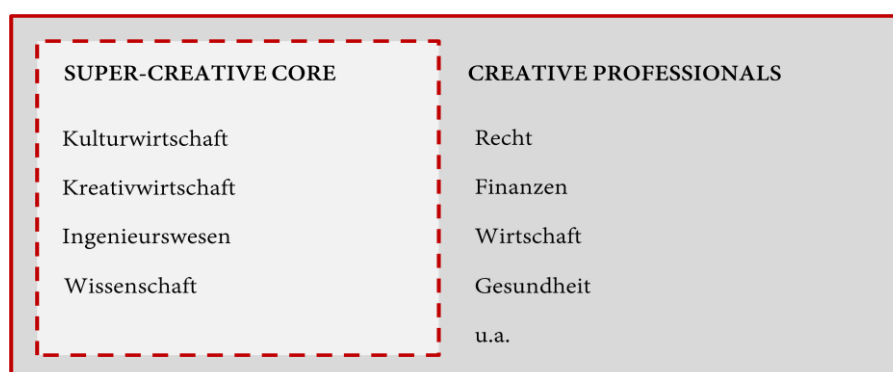 SUPER-CREATIVE CORE
Kulturwirtschaft
Kreativwirtschaft
Ingenieurswesen
Wissenschaft
CREATIVE PROFESSIONALS
Recht
Finanzen
Wirtschaft
Gesundheit
u.a.